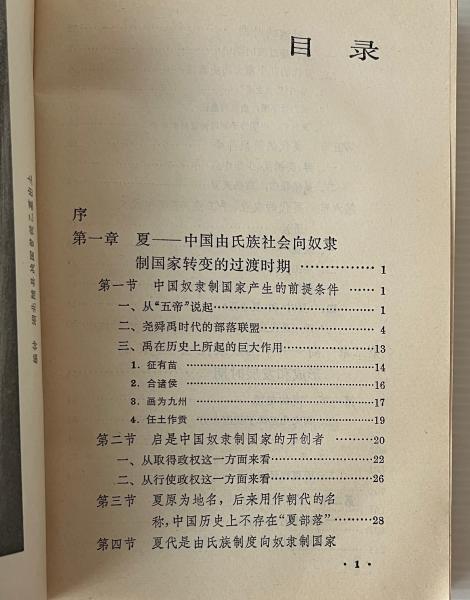 目 录
序
第一章 夏——中国由氏族社会向奴隶
制国家转变的过渡时期 …………… 1
第一节 中国奴隶制国家产生的前提条件 …… 1
一、从“五帝”说起 …………………… 1
二、尧舜禹时代的部落联盟 …………… 4
三、禹在历史上所起的巨大作用 ………… 13
1. 征有苗 …………………… 14
2. 合诸侯 …………………… 16
3. 画为九州 …………………… 17
4. 任土作贡 …………………… 19
第二节 启是中国奴隶制国家的开创者 ……… 20
一、从取得政权这一方面来看 ………… 22
二、从行使政权这一方面来看 ………… 26
第三节 夏原为地名，后来用作朝代的名
称，中国历史上不存在“夏部落” ……… 28
第四节 夏代是由氏族制度向奴隶制国家
· 1 ·